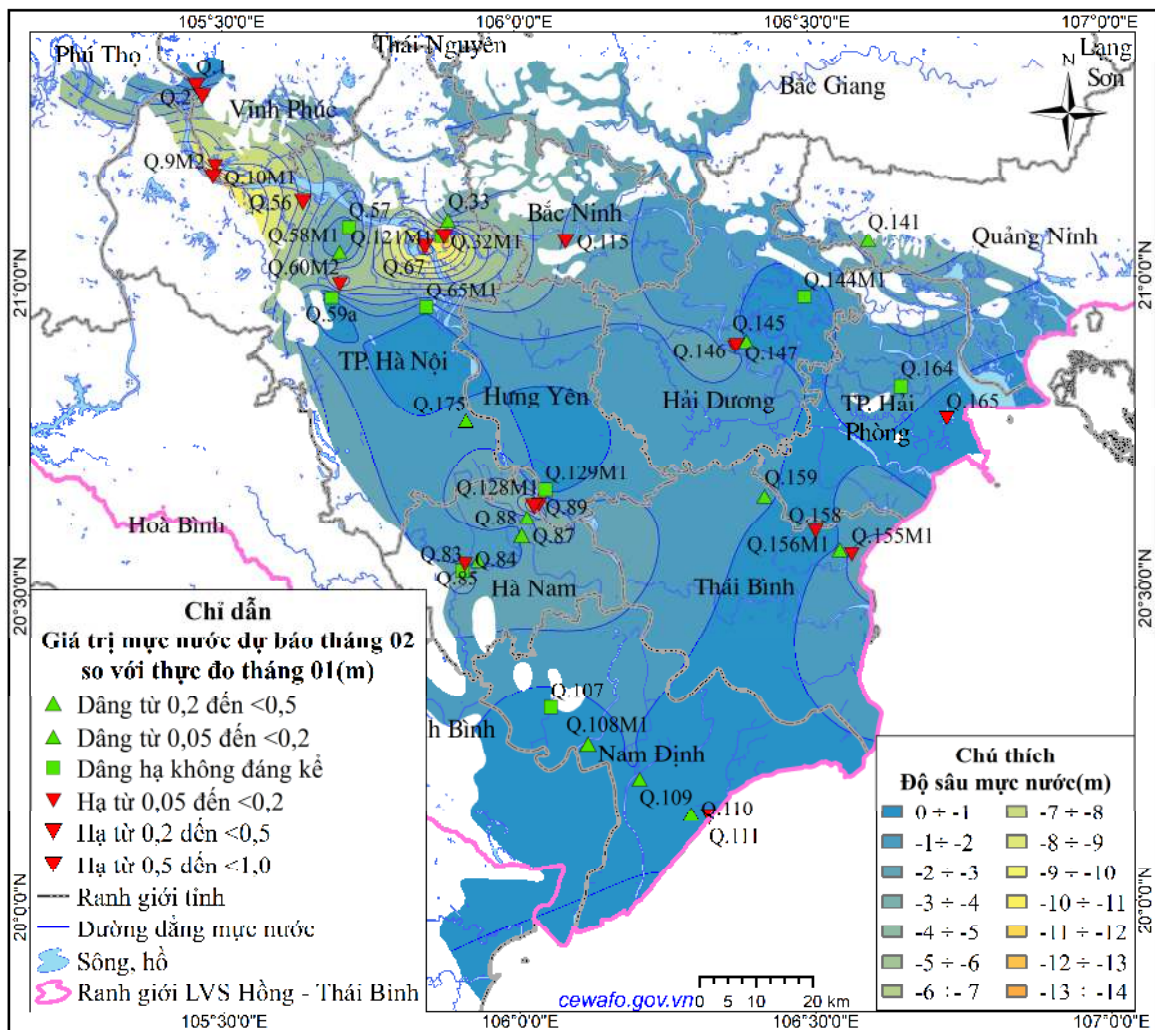 105°30'0"E
106°0'0"E
106°30'0"E
107°0'0"E
Phú Thọ
Thái Nguyên
Lạng
Sơn
Bắc Giang
Vĩnh Phúc
Q.1
Q.2
N
Q.9M2
Q.10M1
Q.56
Q.57
Q.33
Bắc Ninh
Q.141
Quảng Ninh
Q.58M1
Q.121M1
Q.32M1
Q.115
Q.60M2
Q.67
Q.65M1
Q.144M1
21°0'0"N
21°0'0"N
Q.59a
Q.145
Q.146
Q.147
TP. Hà Nội
Q.164
Hưng Yên
Hải Dương
TP. Hải
Phòng
Q.165
Q.175
Q.129M1
Q.159
Q.128M1
Q.89
Q.88
Q.87
Q.158
Q.155M1
Q.156M1
Hoà Bình
Q.83
Q.84
Q.85
Hà Nam
Thái Bình
20°30'0"N
20°30'0"N
Chỉ dẫn
Giá trị mực nước dự báo tháng 02
so với thực đo tháng 01(m)
Dâng từ 0,2 đến <0,5
Dâng từ 0,05 đến <0,2
Dâng hạ không đáng kể
Hạ từ 0,05 đến <0,2
Hạ từ 0,2 đến <0,5
Hạ từ 0,5 đến <1,0
Ranh giới tỉnh
Đường đẳng mực nước
Sông, hồ
Ranh giới LVS Hồng - Thái Bình
Q.107
h Bình
Q.108M1
Nam Định
Q.109
Q.110
Q.111
Chú thích
Độ sâu mực nước(m)
0 ÷ -1
-1÷ -2
-2 ÷ -3
-3 ÷ -4
-4 ÷ -5
-5 ÷ -6
-6 ÷ -7
-7 ÷ -8
-8 ÷ -9
-9 ÷ -10
-10 ÷ -11
-11 ÷ -12
-12 ÷ -13
-13 ÷ -14
20°0'0"N
20°0'0"N
cewafo.gov.vn
0 5 10 20 km
105°30'0"E
106°0'0"E
106°30'0"E
107°0'0"E